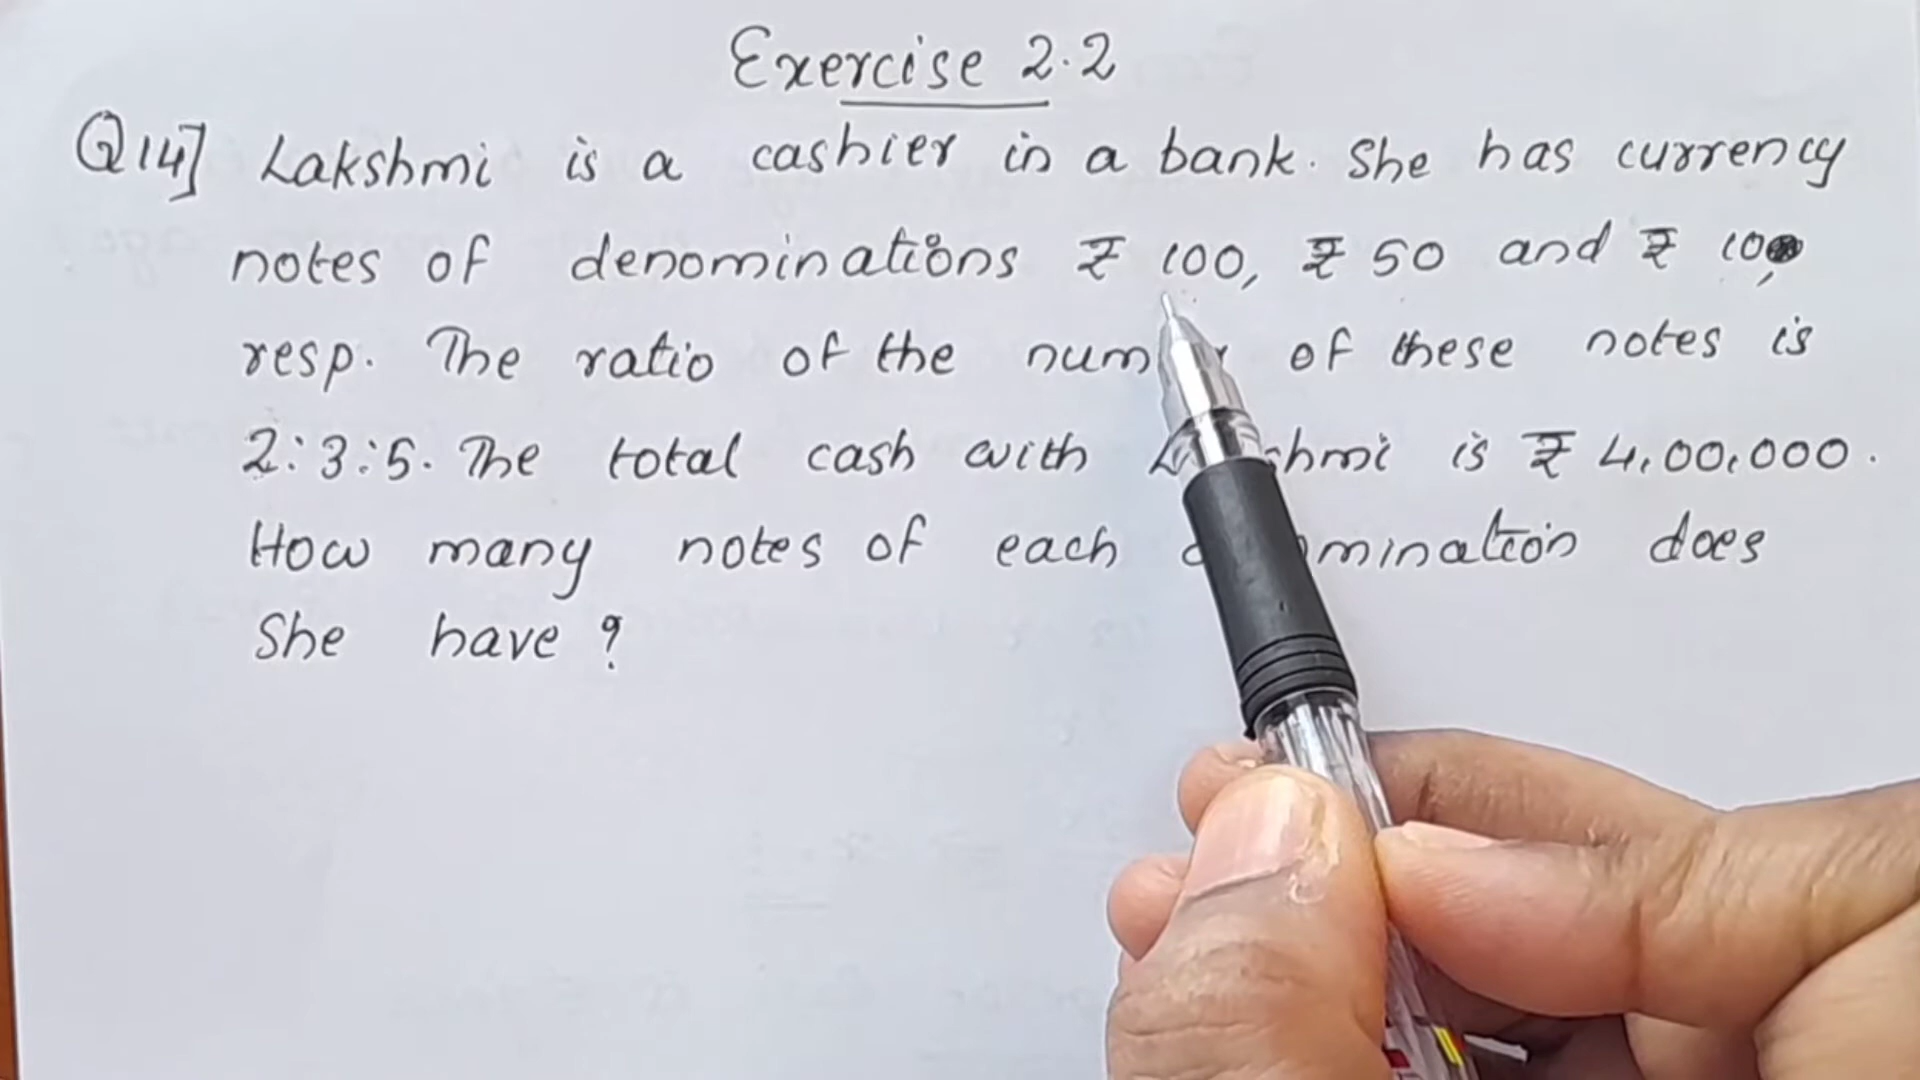 Exercise 2.2
Q14] Lakshmi is a cashier in a bank. She has currency
notes of denominations ₹ 100, ₹ 50 and ₹ 10,
resp. The ratio of the of these notes is
2:3:5. The total cash with is ₹ 4,00,000.
How many notes of each does
She have ?